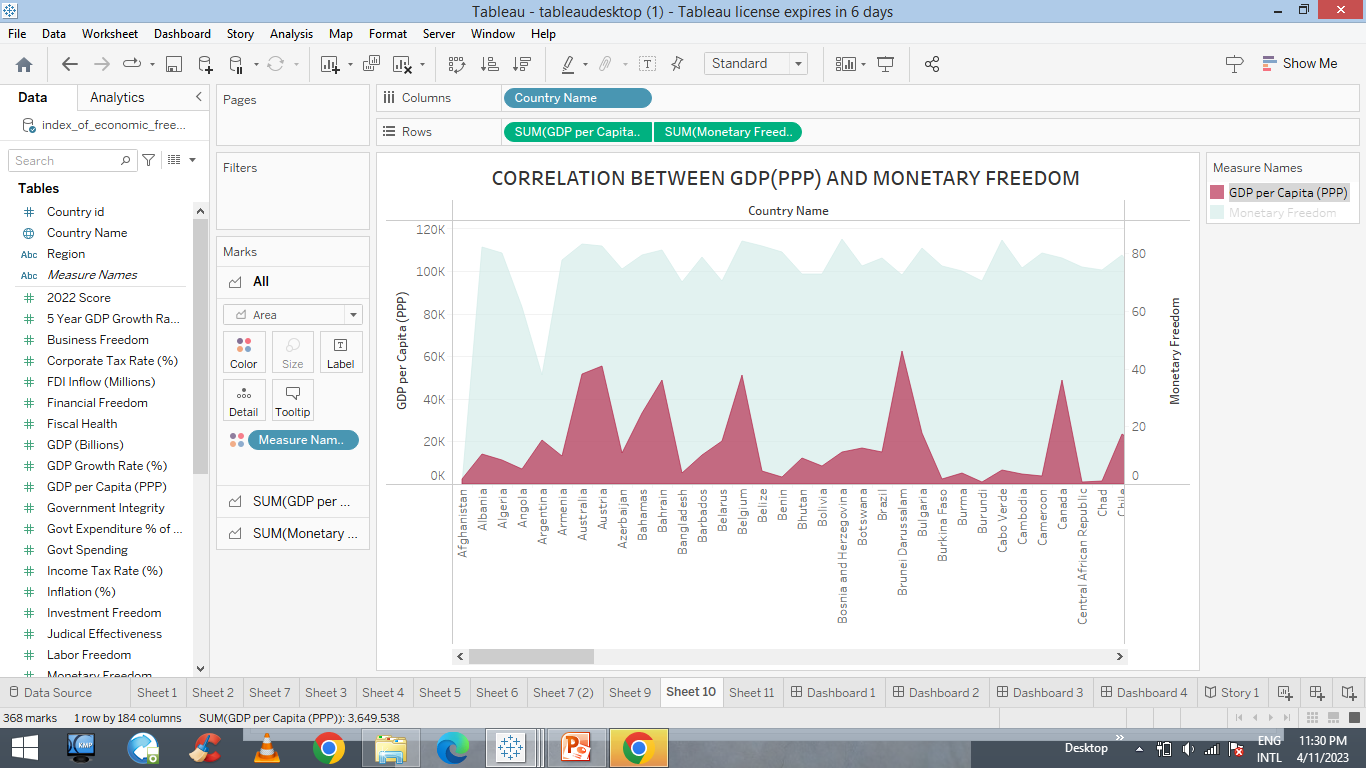 Tableau - tableaudesktop (1) - Tableau license expires in 6 days
File Data Worksheet Dashboard Story Analysis Map Format Server Window Help
Standard
Show Me
Data Analytics
index_of_economic_free...
Search
Tables
Country id
Country Name
Abc Region
Abc Measure Names
2022 Score
5 Year GDP Growth Ra...
Business Freedom
Corporate Tax Rate (%)
FDI Inflow (Millions)
Financial Freedom
Fiscal Health
GDP (Billions)
GDP Growth Rate (%)
GDP per Capita (PPP)
Government Integrity
Govt Expenditure % of ...
Govt Spending
Income Tax Rate (%)
Inflation (%)
Investment Freedom
Judical Effectiveness
Labor Freedom
Monetary Freedom
Pages
Filters
Marks
All
Area
Color Size Label
Detail Tooltip
Measure Nam..
SUM(GDP per ...
SUM(Monetary ...
Columns Country Name
Rows SUM(GDP per Capita.. SUM(Monetary Freed..
CORRELATION BETWEEN GDP(PPP) AND MONETARY FREEDOM
Country Name
GDP per Capita (PPP)
120K
100K
80K
60K
40K
20K
0K
80
60
40
20
0
Monetary Freedom
Afghanistan
Albania
Algeria
Angola
Argentina
Armenia
Australia
Austria
Azerbaijan
Bahamas
Bahrain
Bangladesh
Barbados
Belarus
Belgium
Belize
Benin
Bhutan
Bolivia
Bosnia and Herzegovina
Botswana
Brazil
Brunei Darussalam
Bulgaria
Burkina Faso
Burma
Burundi
Cabo Verde
Cambodia
Cameroon
Canada
Central African Republic
Chad
Chile
Measure Names
GDP per Capita (PPP)
Monetary Freedom
Data Source Sheet 1 Sheet 2 Sheet 7 Sheet 3 Sheet 4 Sheet 5 Sheet 6 Sheet 7 (2) Sheet 9 Sheet 10 Sheet 11 Dashboard 1 Dashboard 2 Dashboard 3 Dashboard 4 Story 1
368 marks 1 row by 184 columns SUM(GDP per Capita (PPP)): 3,649,538
KMP
Desktop
ENG
INTL
11:30 PM
4/11/2023